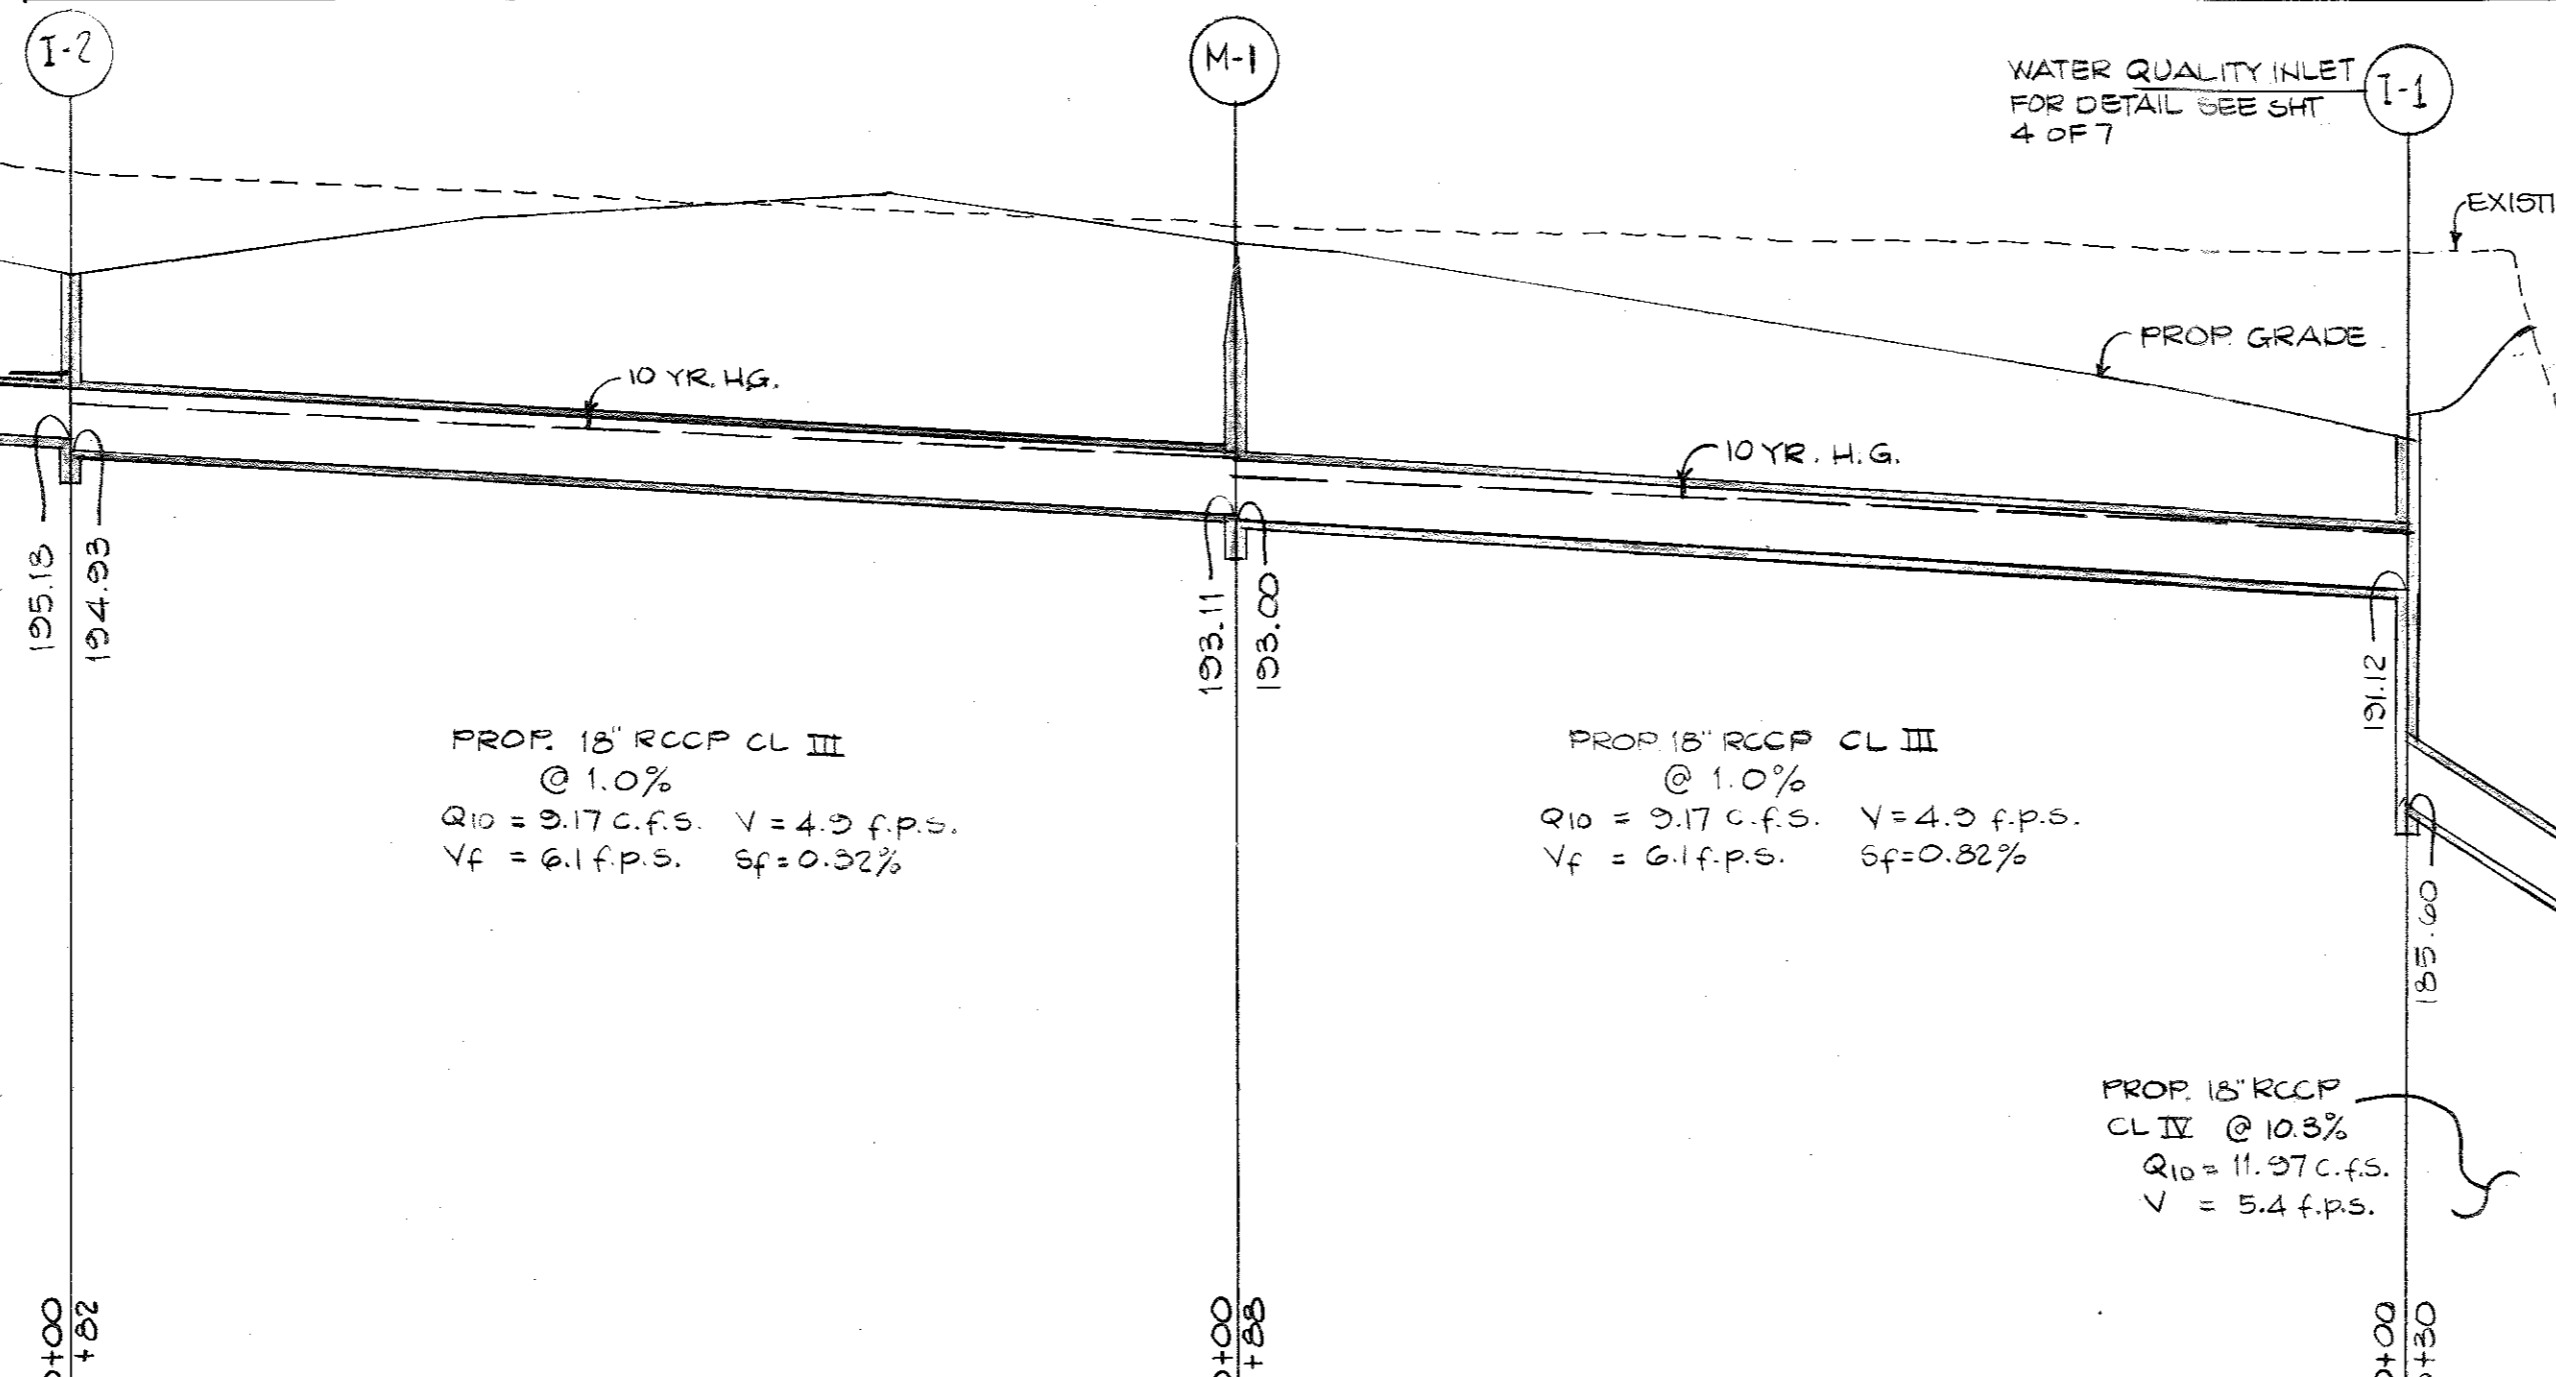 I-2
M-1
WATER QUALITY INLET
FOR DETAIL SEE SHT
4 OF 7
I-1
EXISTI
PROP. GRADE
10 YR. H.G.
10 YR. H.G.
195.18
194.93
193.11
193.00
191.12
185.60
PROP. 18" RCCP CL III
@ 1.0%
Q10 = 9.17 c.f.s. V = 4.9 f.p.s.
Vf = 6.1 f.p.s. Sf = 0.32%
PROP. 18" RCCP CL III
@ 1.0%
Q10 = 9.17 c.f.s. V = 4.9 f.p.s.
Vf = 6.1 f.p.s. Sf = 0.82%
PROP. 18" RCCP
CL IV @ 10.3%
Q10 = 11.97 c.f.s.
V = 5.4 f.p.s.
+00
+82
+00
+88
+00
+30